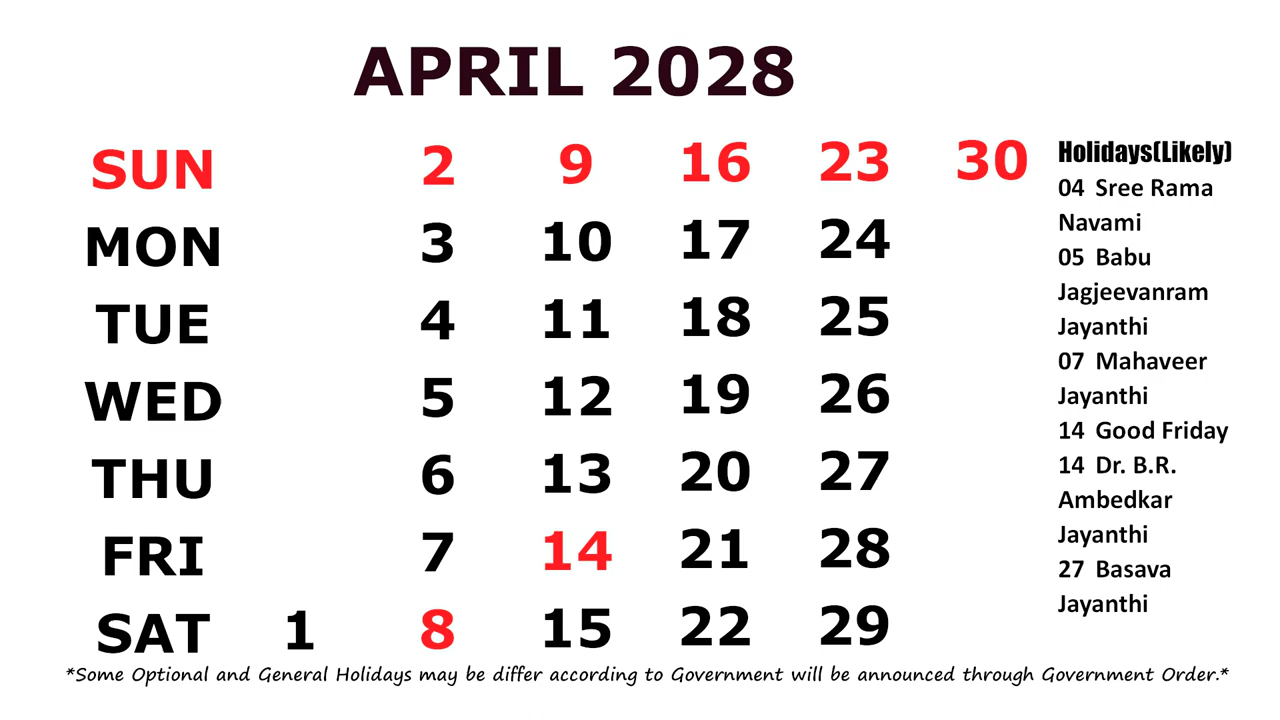 APRIL 2028
SUN 2 9 16 23 30
MON 3 10 17 24
TUE 4 11 18 25
WED 5 12 19 26
THU 6 13 20 27
FRI 7 14 21 28
SAT 1 8 15 22 29
Holidays(Likely)
04 Sree Rama
Navami
05 Babu
Jagjeevanram
Jayanthi
07 Mahaveer
Jayanthi
14 Good Friday
14 Dr. B.R.
Ambedkar
Jayanthi
27 Basava
Jayanthi
*Some Optional and General Holidays may be differ according to Government will be announced through Government Order.*